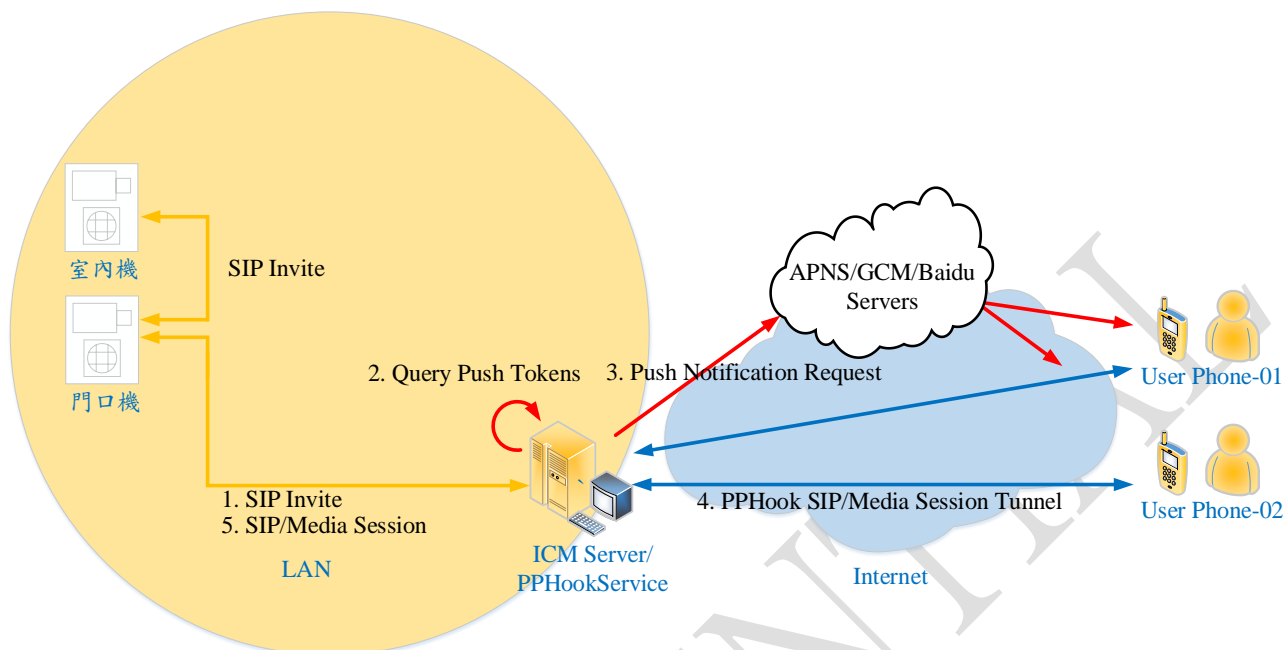 室內機
SIP Invite
門口機
1. SIP Invite
5. SIP/Media Session
LAN
2. Query Push Tokens
3. Push Notification Request
ICM Server/
PPHookService
APNS/GCM/Baidu
Servers
4. PPHook SIP/Media Session Tunnel
Internet
User Phone-01
User Phone-02